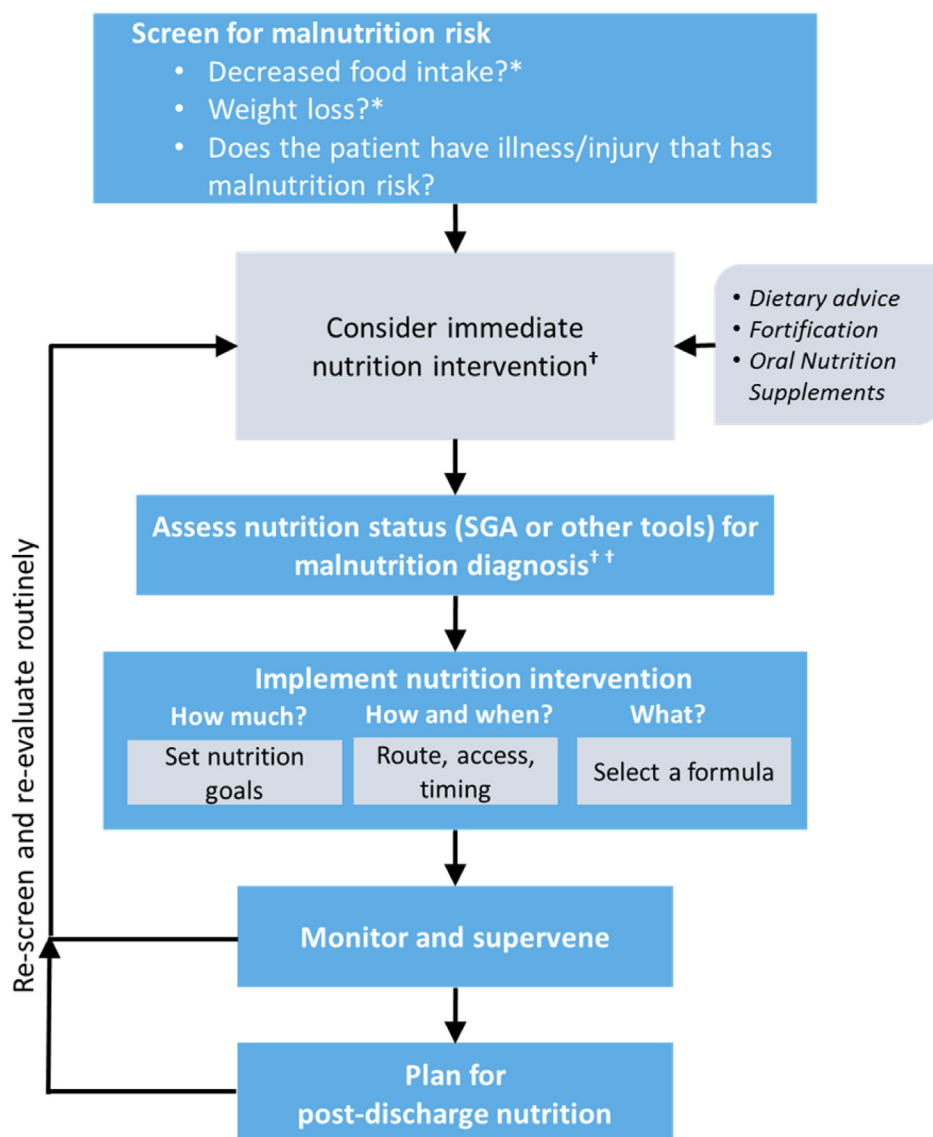 Screen for malnutrition risk
• Decreased food intake?*
• Weight loss?*
• Does the patient have illness/injury that has
malnutrition risk?
Consider immediate
nutrition intervention†
• Dietary advice
• Fortification
• Oral Nutrition
Supplements
Assess nutrition status (SGA or other tools) for
malnutrition diagnosis† †
Implement nutrition intervention
How much?
Set nutrition
goals
How and when?
Route, access,
timing
What?
Select a formula
Monitor and supervene
Plan for
post-discharge nutrition
Re-screen and re-evaluate routinely